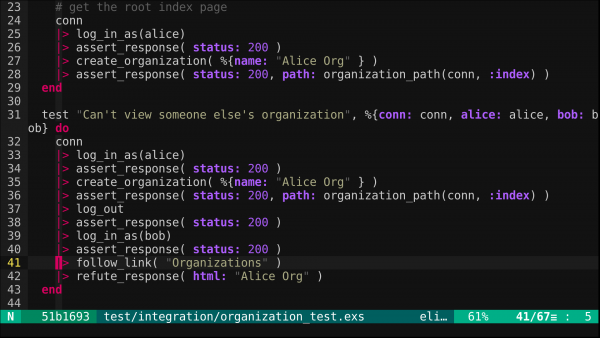 23     # get the root index page
24     conn
25     |> log_in_as(alice)
26     |> assert_response( status: 200 )
27     |> create_organization( %{name: "Alice Org" } )
28     |> assert_response( status: 200, path: organization_path(conn, :index) )
29   end
30
31   test "Can't view someone else's organization", %{conn: conn, alice: alice, bob: b
ob} do
32     conn
33     |> log_in_as(alice)
34     |> assert_response( status: 200 )
35     |> create_organization( %{name: "Alice Org" } )
36     |> assert_response( status: 200, path: organization_path(conn, :index) )
37     |> log_out
38     |> assert_response( status: 200 )
39     |> log_in_as(bob)
40     |> assert_response( status: 200 )
41     |> follow_link( "Organizations" )
42     |> refute_response( html: "Alice Org" )
43   end
44
N   51b1693   test/integration/organization_test.exs   eli…   61%   41/67≡ :   5